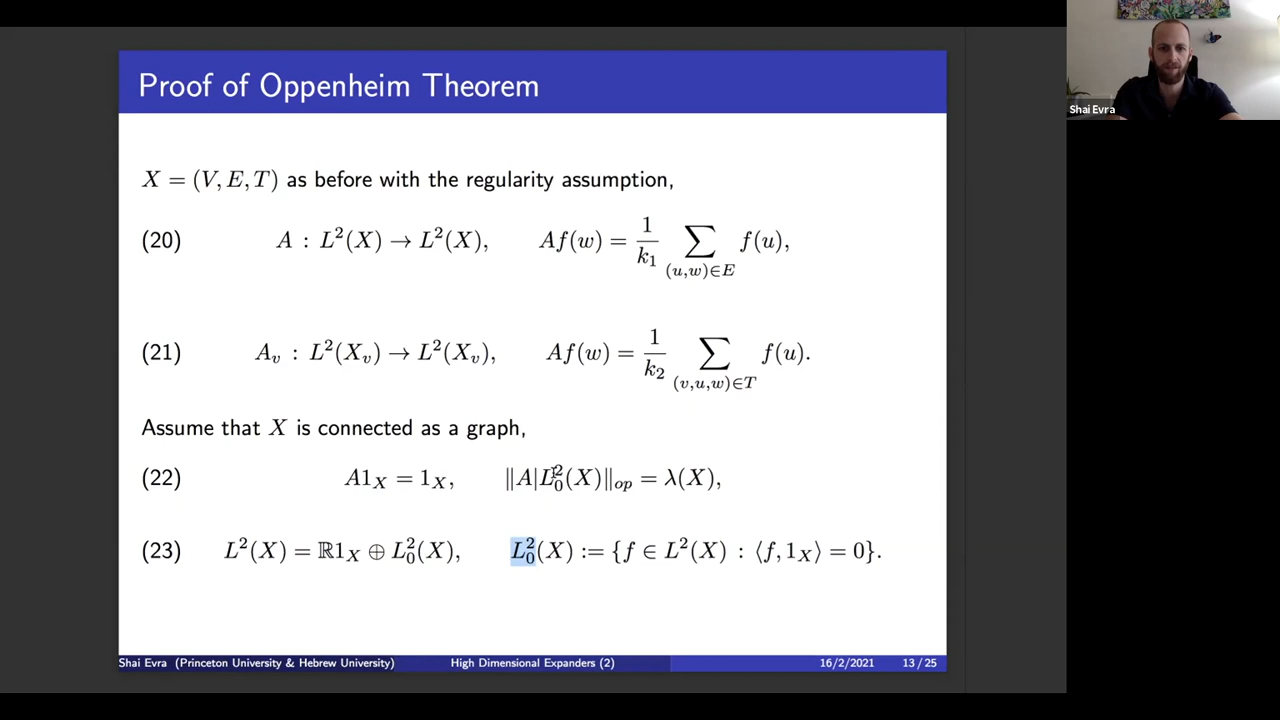 Proof of Oppenheim Theorem
X = (V, E, T) as before with the regularity assumption,
(20) A : L²(X) → L²(X), Af(w) = 1/k₁ ∑_{(u,w)∈E} f(u),
(21) A_v : L²(X_v) → L²(X_v), Af(w) = 1/k₂ ∑_{(v,u,w)∈T} f(u).
Assume that X is connected as a graph,
(22) A1_X = 1_X, ‖A|L²₀(X)‖_{op} = λ(X),
(23) L²(X) = ℝ1_X ⊕ L²₀(X), L²₀(X) := {f ∈ L²(X) : ⟨f, 1_X⟩ = 0}.
Shai Evra (Princeton University & Hebrew University) High Dimensional Expanders (2) 16/2/2021 13 / 25
Shai Evra